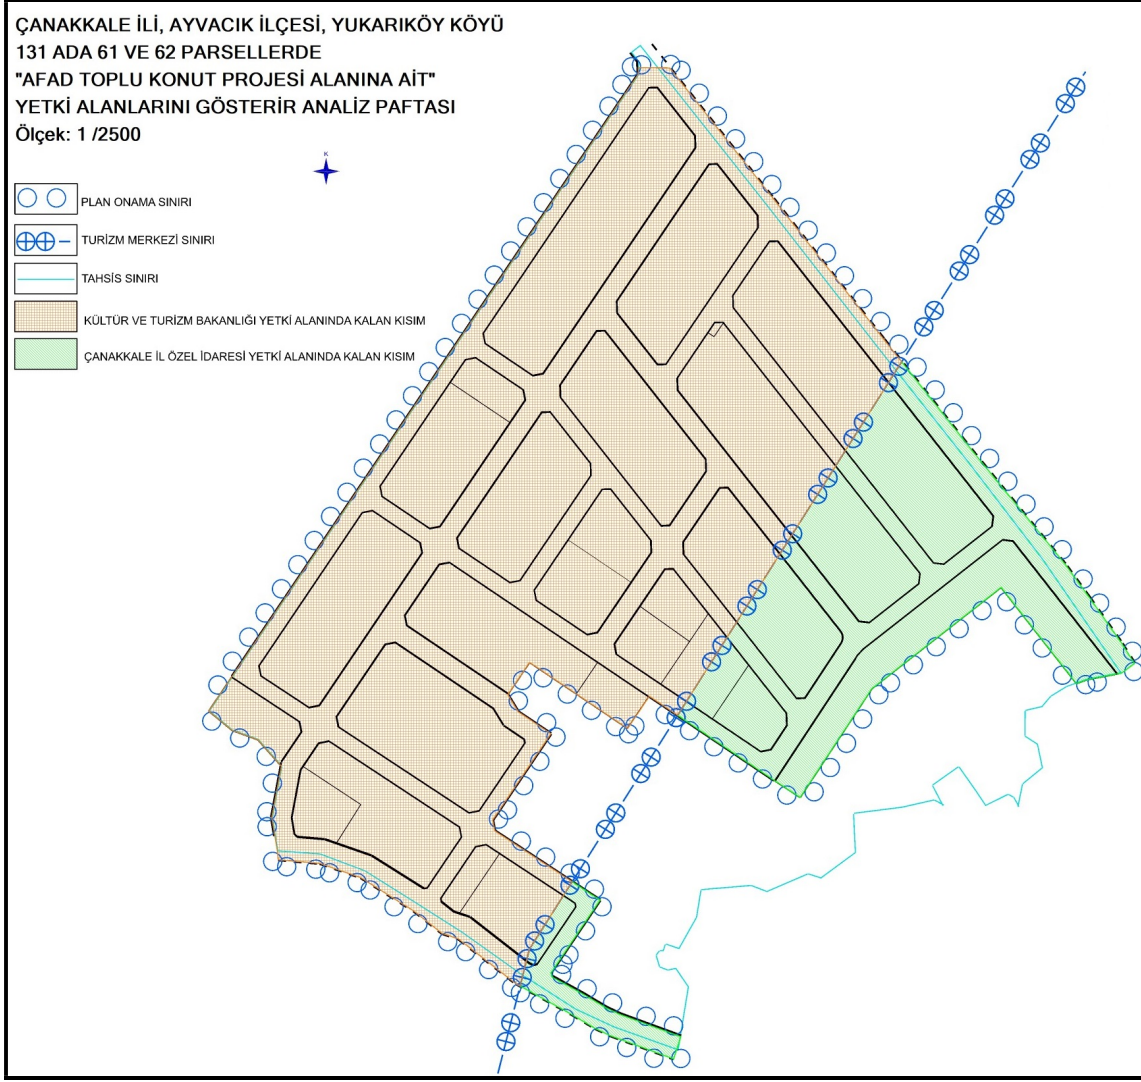 ÇANAKKALE İLİ, AYVACIK İLÇESİ, YUKARIKÖY KÖYÜ
131 ADA 61 VE 62 PARSELLERDE
"AFAD TOPLU KONUT PROJESİ ALANINA AİT"
YETKİ ALANLARINI GÖSTERİR ANALİZ PAFTASI
Ölçek: 1 /2500
K
PLAN ONAMA SINIRI
TURİZM MERKEZİ SINIRI
TAHSİS SINIRI
KÜLTÜR VE TURİZM BAKANLIĞI YETKİ ALANINDA KALAN KISIM
ÇANAKKALE İL ÖZEL İDARESİ YETKİ ALANINDA KALAN KISIM